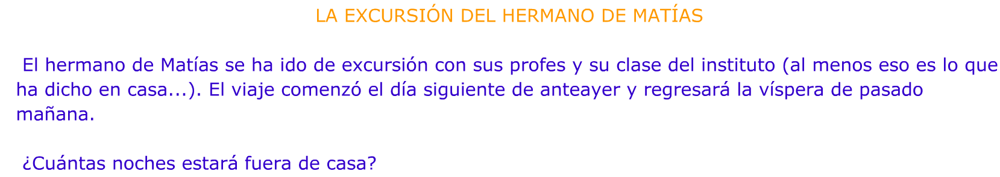 LA EXCURSIÓN DEL HERMANO DE MATÍAS
El hermano de Matías se ha ido de excursión con sus profes y su clase del instituto (al menos eso es lo que
ha dicho en casa...). El viaje comenzó el día siguiente de anteayer y regresará la víspera de pasado
mañana.
¿Cuántas noches estará fuera de casa?